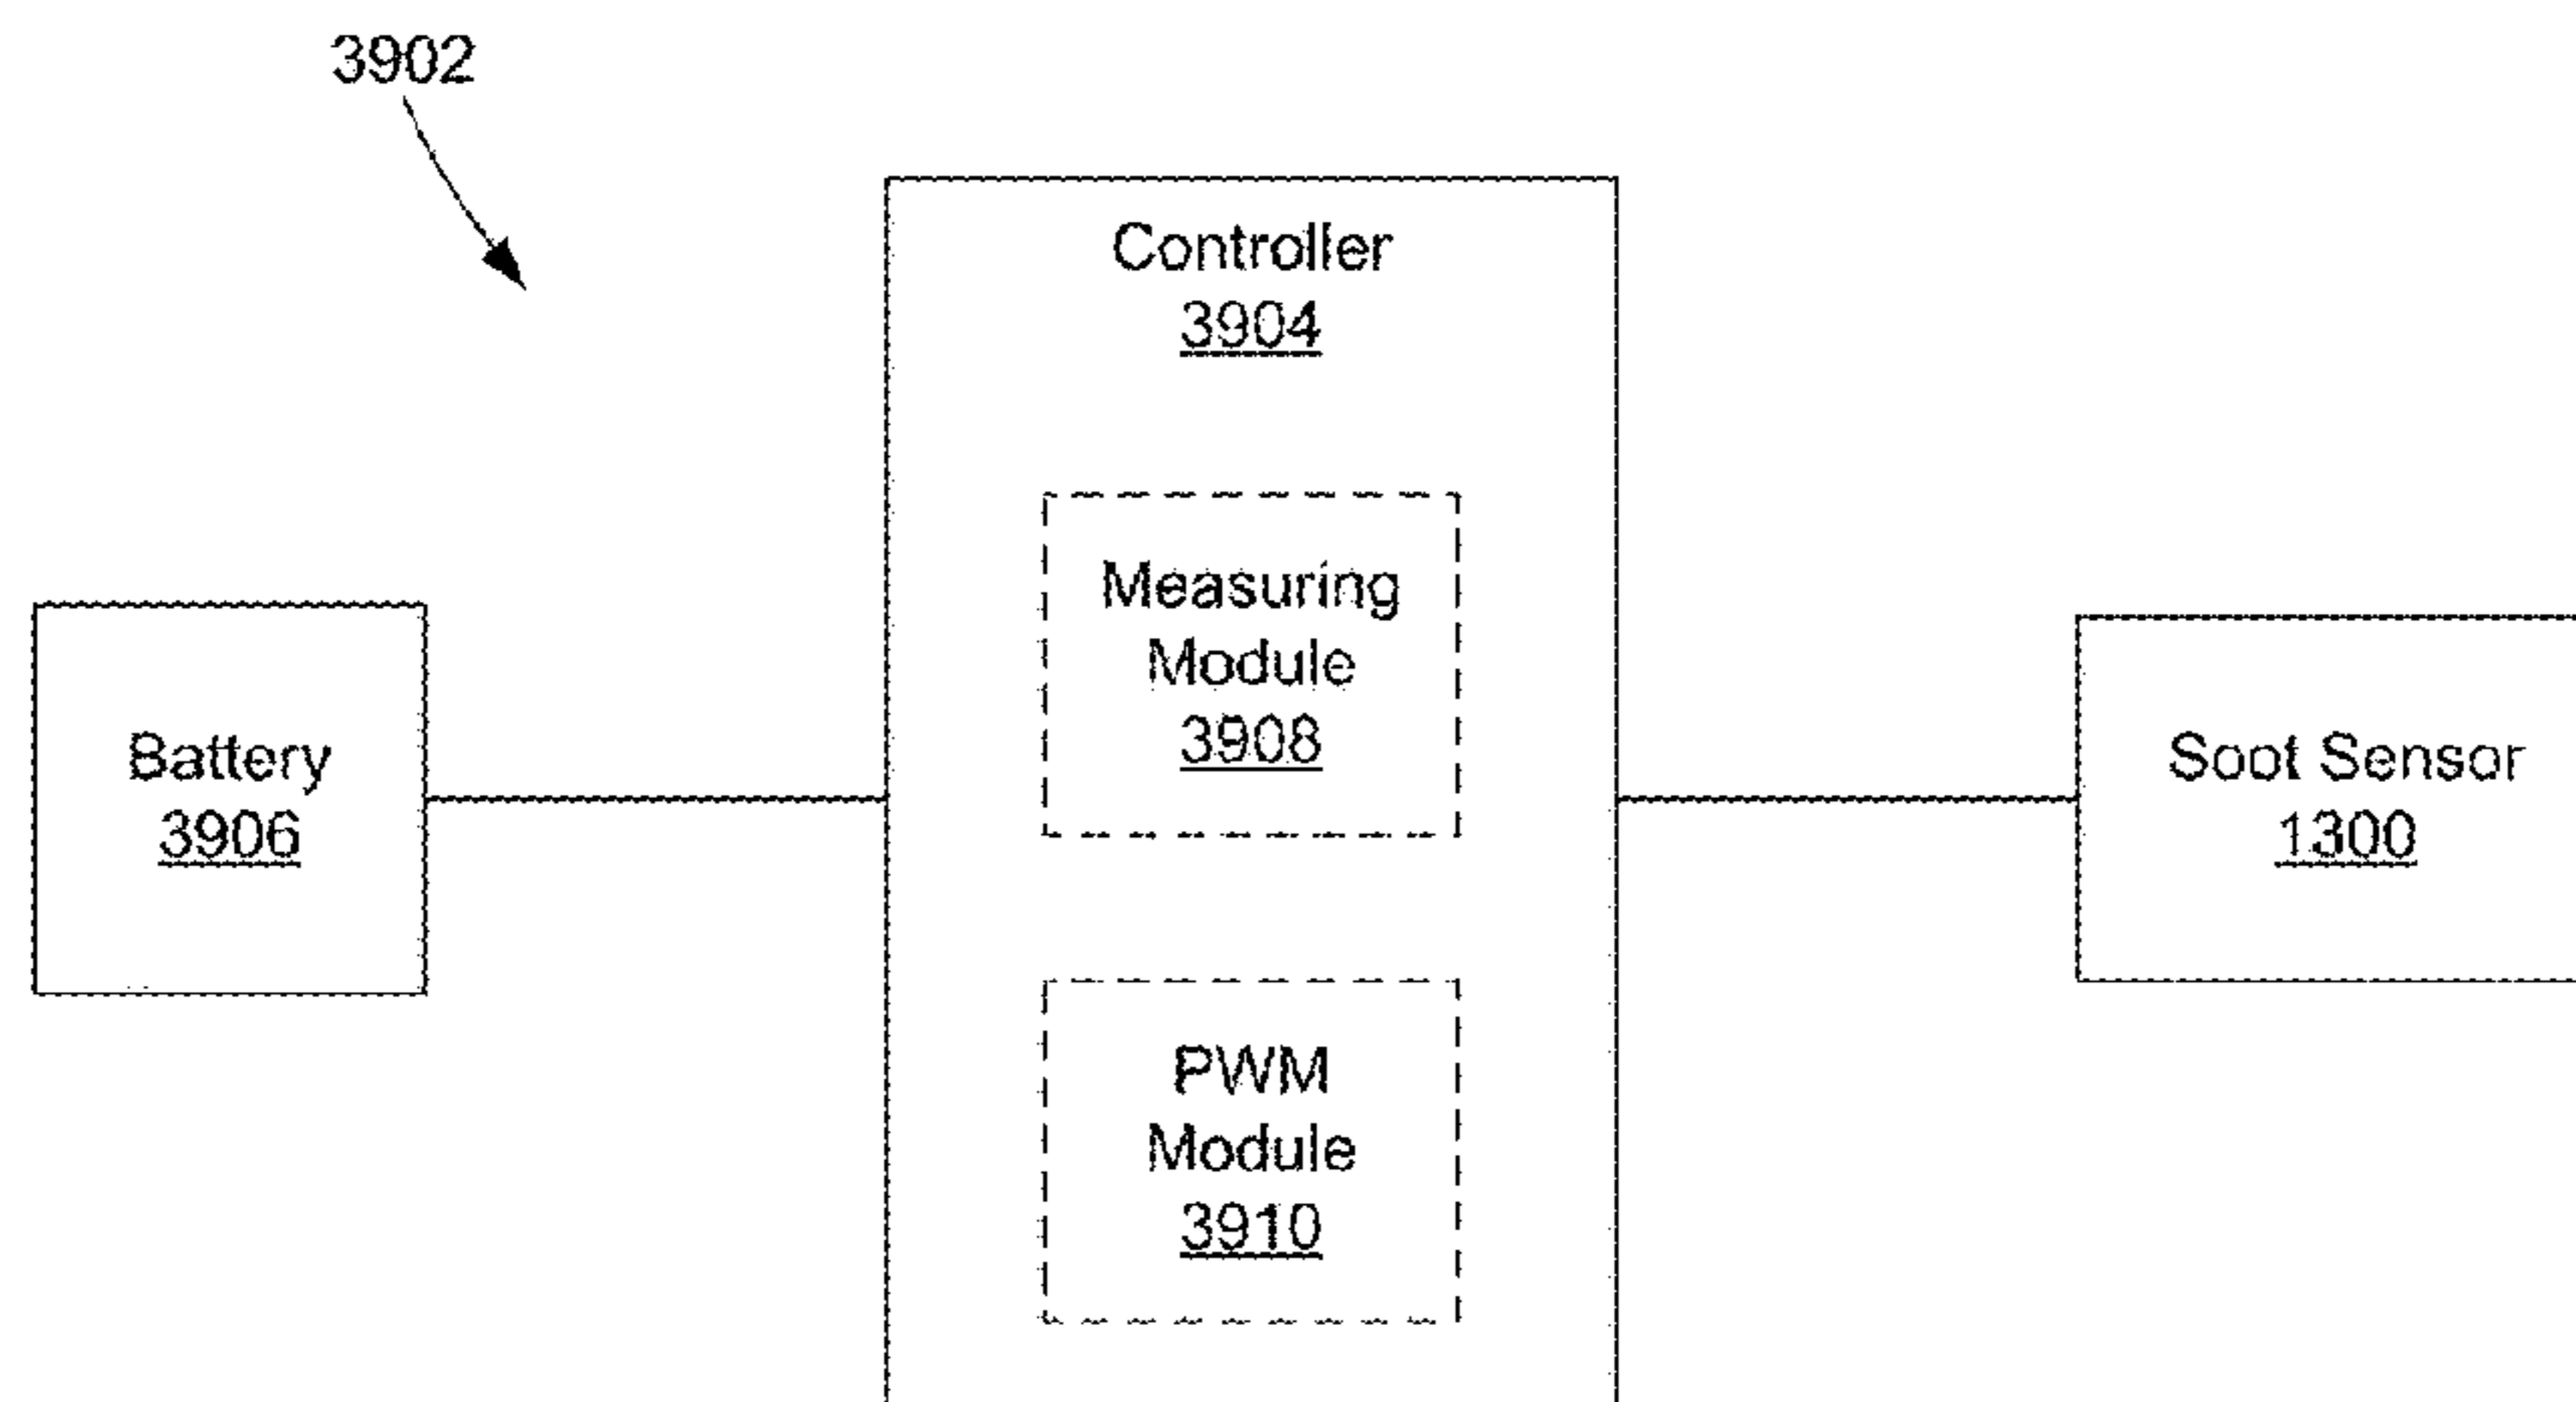 3902
Controller
3904
Measuring
Module
3908
Battery
3906
Soot Sensor
1300
PWM
Module
3910